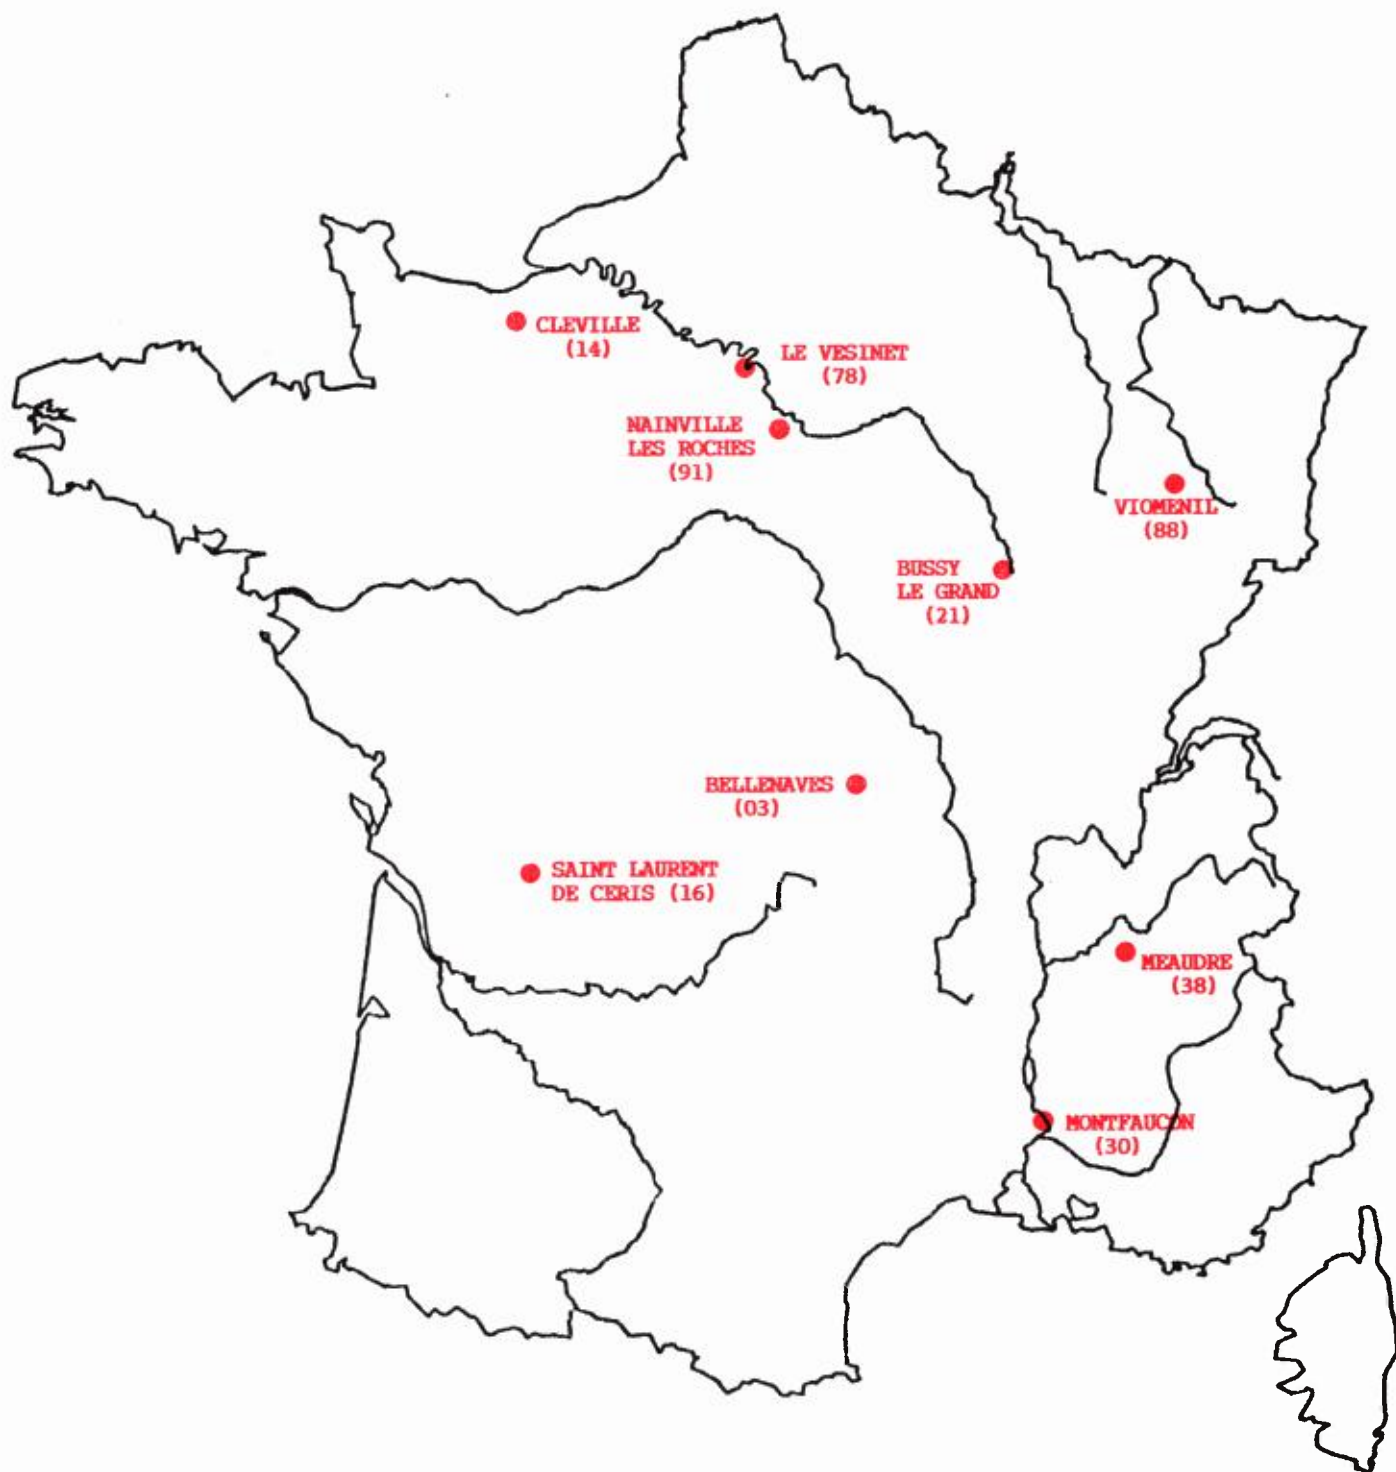 CLEVILLE
(14)
LE VESINET
(78)
NAINVILLE
LES ROCHES
(91)
VIOMENIL
(88)
BUSSY
LE GRAND
(21)
BELLENAVES
(03)
SAINT LAURENT
DE CERIS (16)
MEAUDRE
(38)
MONTFAUCON
(30)